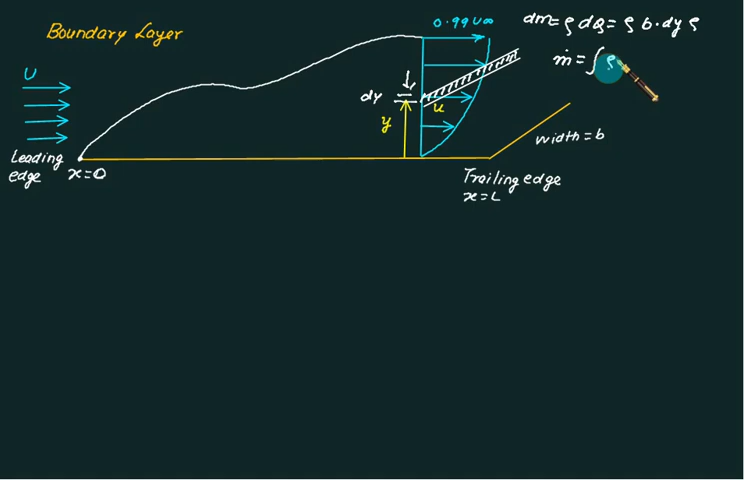 Boundary Layer
0.99U∞
dm = ρ dQ = ρ b·dy ρ
ṁ = ∫ ρ
U
dy
u
y
width = b
Leading
edge
x=0
Trailing edge
x = L